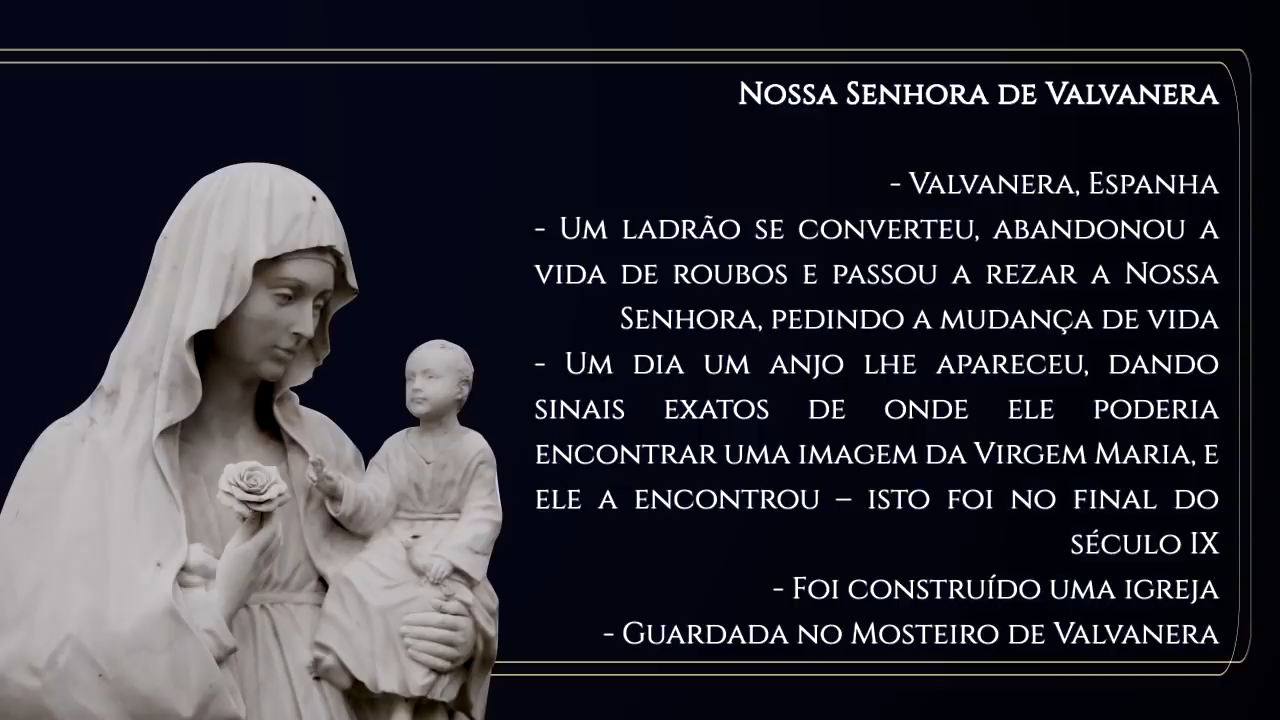 Nossa Senhora de Valvanera
- Valvanera, Espanha
- Um ladrão se converteu, abandonou a
vida de roubos e passou a rezar a Nossa
Senhora, pedindo a mudança de vida
- Um dia um anjo lhe apareceu, dando
sinais exatos de onde ele poderia
encontrar uma imagem da Virgem Maria, e
ele a encontrou – isto foi no final do
século IX
- Foi construído uma igreja
- Guardada no Mosteiro de Valvanera